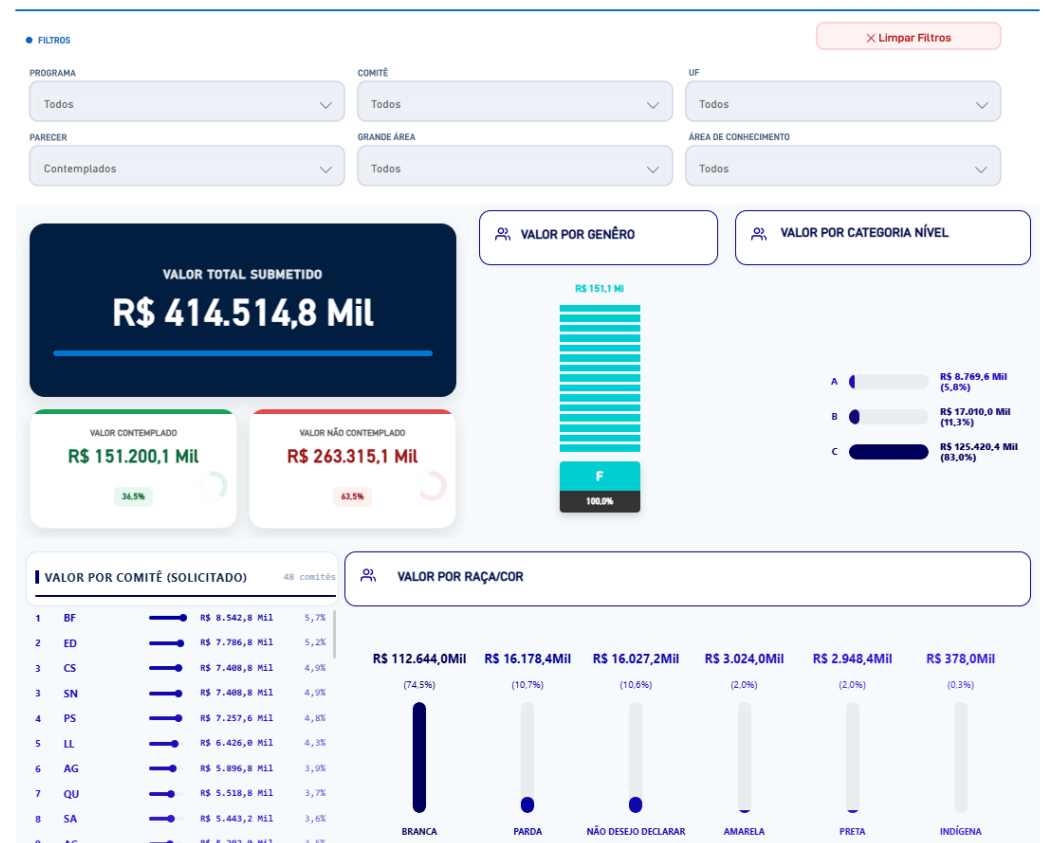 FILTROS
Limpar Filtros
PROGRAMA
COMITÊ
UF
Todos
Todos
Todos
PARECER
GRANDE ÁREA
ÁREA DE CONHECIMENTO
Contemplados
Todos
Todos
VALOR TOTAL SUBMETIDO
R$ 414.514,8 Mil
VALOR CONTEMPLADO
R$ 151.200,1 Mil
36,5%
VALOR NÃO CONTEMPLADO
R$ 263.315,1 Mil
63,5%
VALOR POR GENÊRO
R$ 151,1 Mi
F
100,0%
VALOR POR CATEGORIA NÍVEL
A R$ 8.769,6 Mil
(5,8%)
B R$ 17.010,0 Mil
(11,3%)
C R$ 125.420,4 Mil
(83,0%)
VALOR POR COMITÊ (SOLICITADO) 48 comitês
1 BF R$ 8.542,8 Mil 5,7%
2 ED R$ 7.786,8 Mil 5,2%
3 CS R$ 7.408,8 Mil 4,9%
3 SN R$ 7.408,8 Mil 4,9%
4 PS R$ 7.257,6 Mil 4,8%
5 LL R$ 6.426,0 Mil 4,3%
6 AG R$ 5.896,8 Mil 3,9%
7 QU R$ 5.518,8 Mil 3,7%
8 SA R$ 5.443,2 Mil 3,6%
VALOR POR RAÇA/COR
R$ 112.644,0Mil R$ 16.178,4Mil R$ 16.027,2Mil R$ 3.024,0Mil R$ 2.948,4Mil R$ 378,0Mil
(74,5%) (10,7%) (10,6%) (2,0%) (2,0%) (0,3%)
BRANCA PARDA NÃO DESEJO DECLARAR AMARELA PRETA INDÍGENA